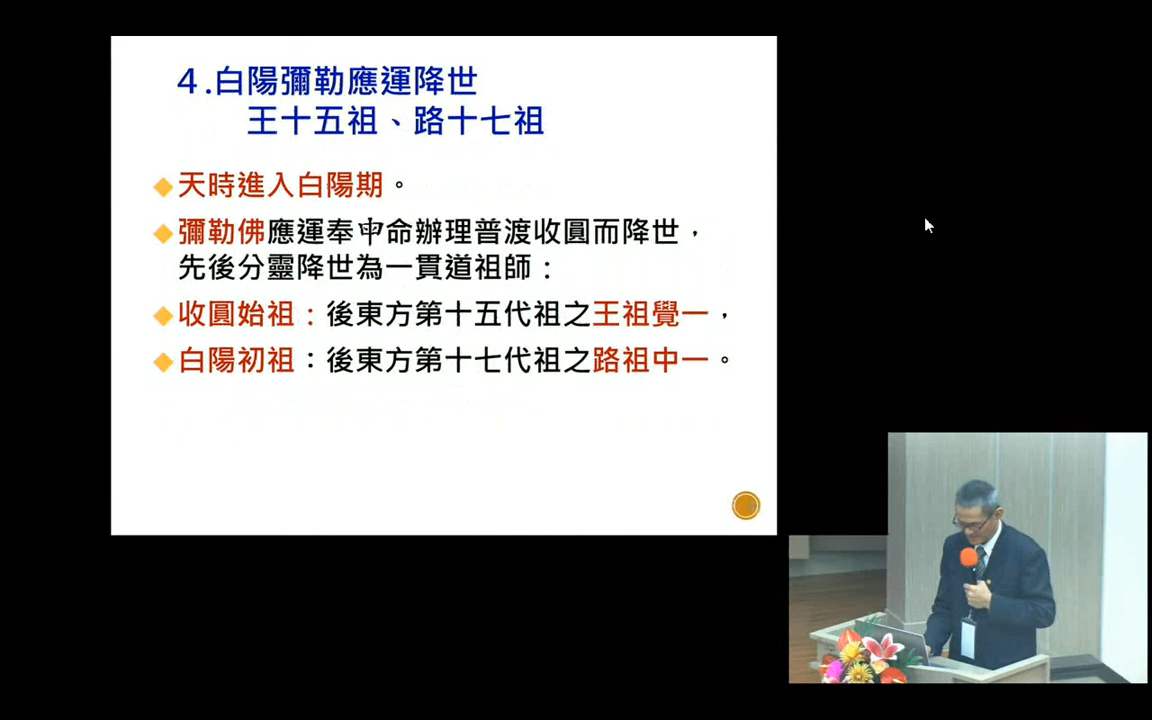 ４.白陽彌勒應運降世
王十五祖、路十七祖
天時進入白陽期。
彌勒佛應運奉申命辦理普渡收圓而降世，
先後分靈降世為一貫道祖師：
收圓始祖：後東方第十五代祖之王祖覺一，
白陽初祖：後東方第十七代祖之路祖中一。